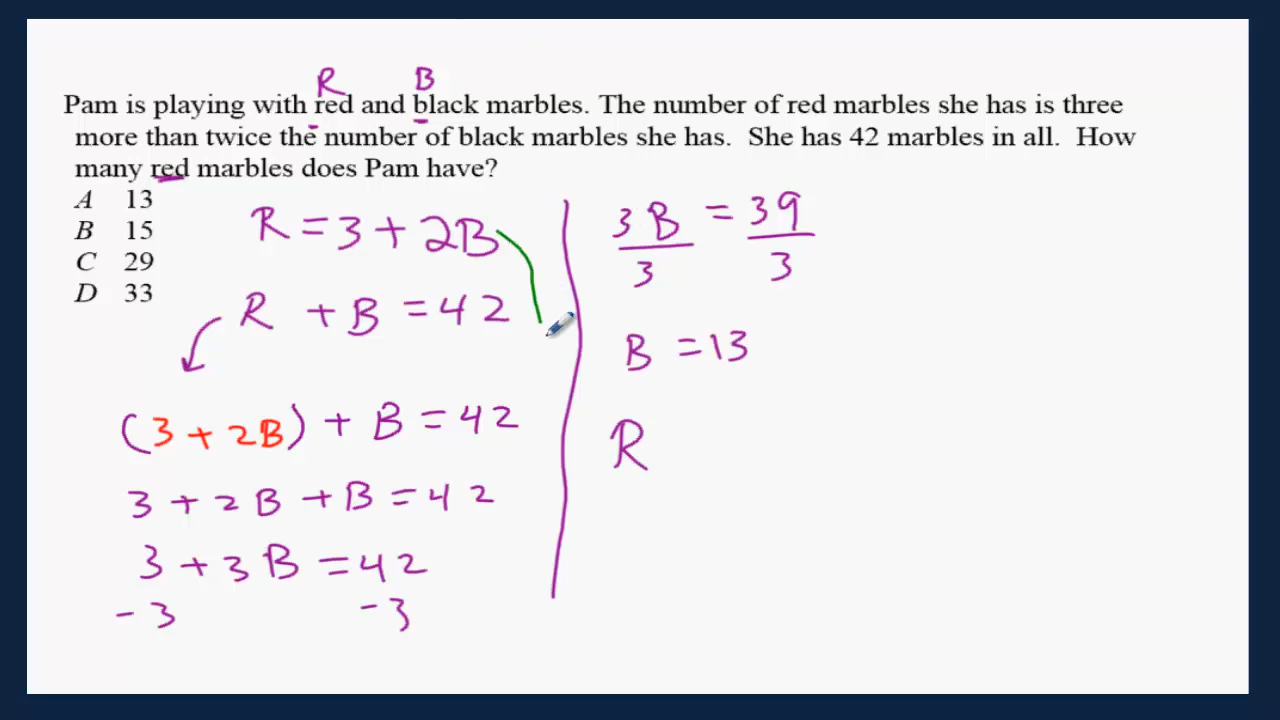 R B
Pam is playing with red and black marbles. The number of red marbles she has is three
more than twice the number of black marbles she has. She has 42 marbles in all. How
many red marbles does Pam have?
A 13
B 15
C 29
D 33
R = 3 + 2B
R + B = 42
(3 + 2B) + B = 42
3 + 2B + B = 42
3 + 3B = 42
-3 -3
3B = 39
3 3
B = 13
R